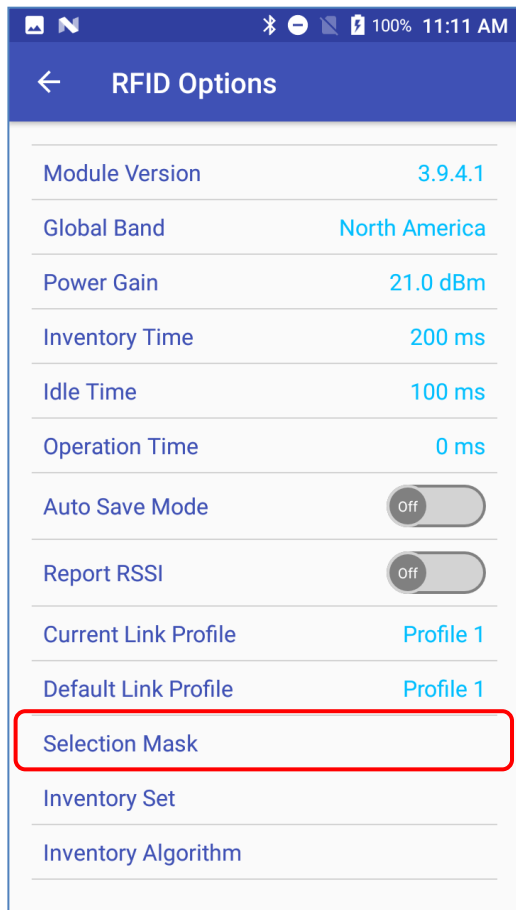 100% 11:11 AM
RFID Options
Module Version 3.9.4.1
Global Band North America
Power Gain 21.0 dBm
Inventory Time 200 ms
Idle Time 100 ms
Operation Time 0 ms
Auto Save Mode Off
Report RSSI Off
Current Link Profile Profile 1
Default Link Profile Profile 1
Selection Mask
Inventory Set
Inventory Algorithm